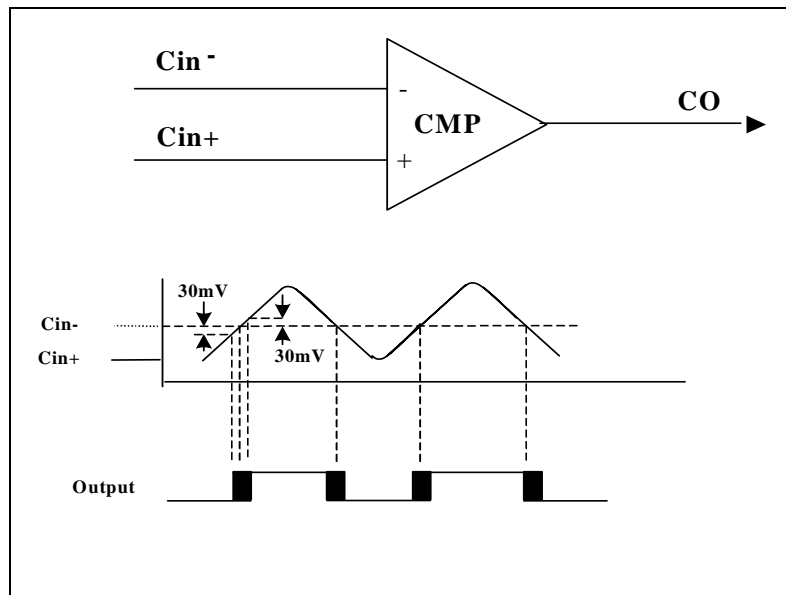 Cin -
-
CO
CMP
Cin+
+
30mV
Cin-
Cin+
30mV
Output